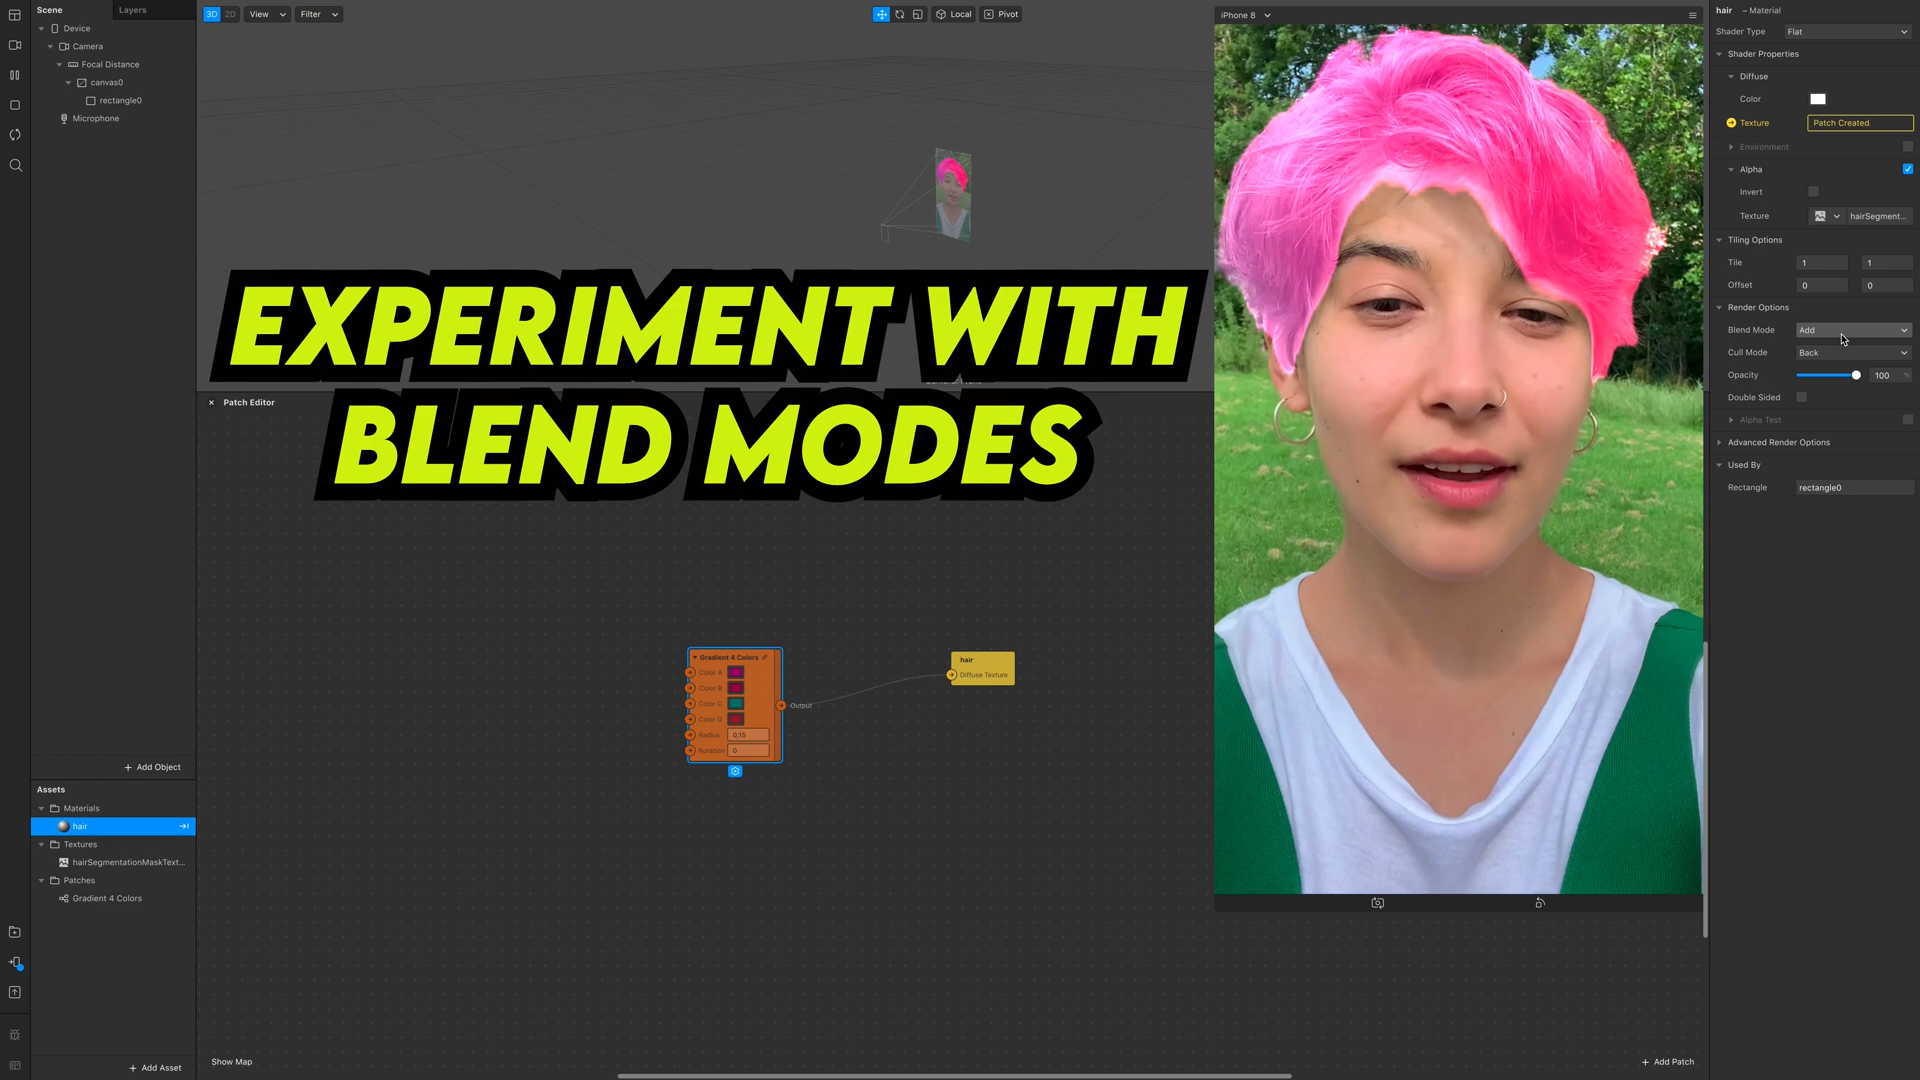 Scene
Layers
Device
Camera
Focal Distance
canvas0
rectangle0
Microphone
Add Object
Assets
Materials
hair
Textures
hairSegmentationMaskText...
Patches
Gradient 4 Colors
Add Asset
3D 2D View Filter
Local Pivot
EXPERIMENT WITH
BLEND MODES
Patch Editor
Gradient 4 Colors
Color A
Color B
Color C
Color D
Radius 0,15
Rotation 0
Output
hair
Diffuse Texture
Show Map
Add Patch
iPhone 8
hair – Material
Shader Type Flat
Shader Properties
Diffuse
Color
Texture Patch Created
Environment
Alpha
Invert
Texture hairSegment...
Tiling Options
Tile 1 1
Offset 0 0
Render Options
Blend Mode Add
Cull Mode Back
Opacity 100 %
Double Sided
Alpha Test
Advanced Render Options
Used By
Rectangle rectangle0